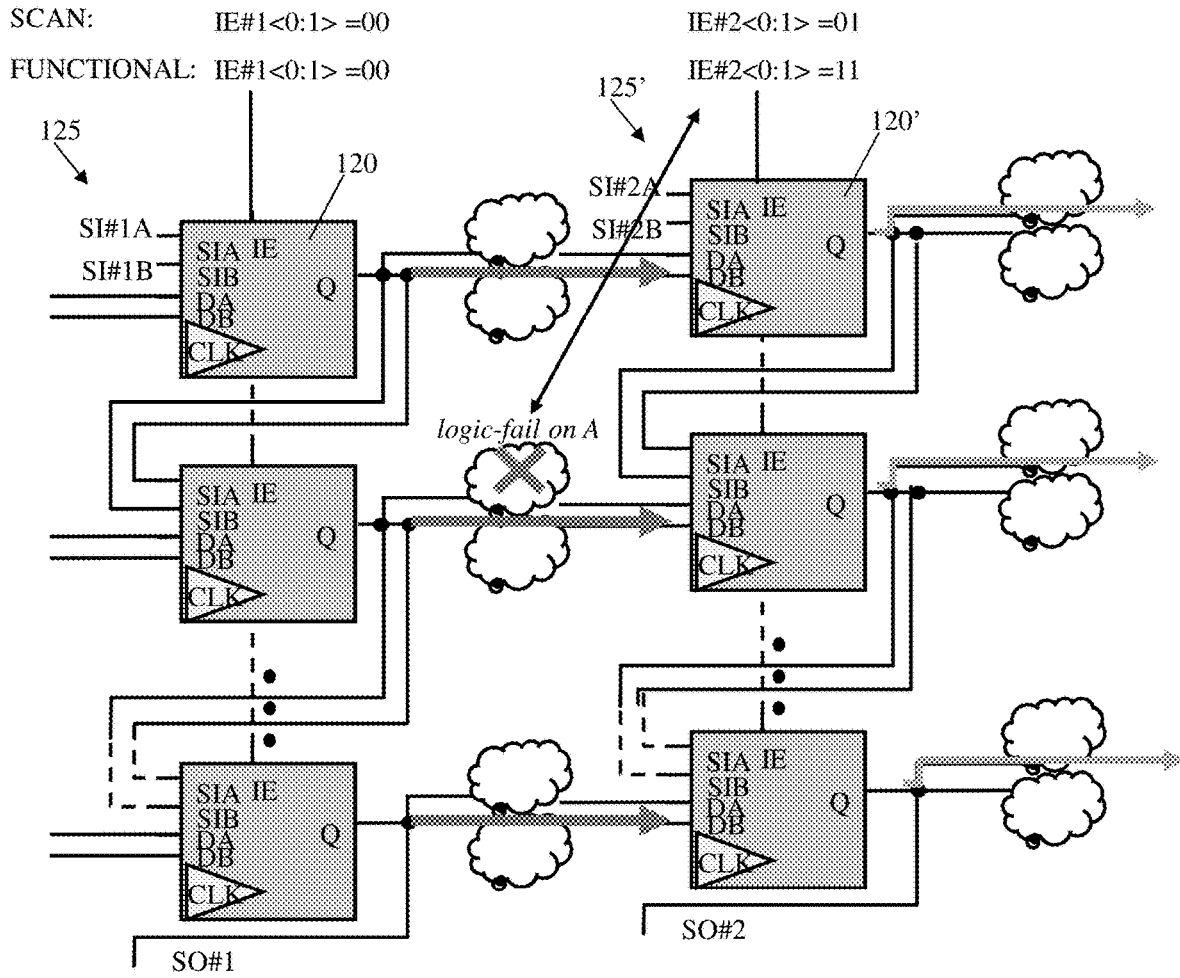 SCAN: IE#1<0:1> =00 IE#2<0:1> =01
FUNCTIONAL: IE#1<0:1> =00 IE#2<0:1> =11
125
125'
120
120'
SI#1A
SI#1B
SIA IE
SIB
DA
DB
Q
CLK
SI#2A
SI#2B
SIA IE
SIB
DA
DB
Q
CLK
logic-fail on A
SIA IE
SIB
DA
DB
Q
CLK
SIA IE
SIB
DA
DB
Q
CLK
SIA IE
SIB
DA
DB
Q
CLK
SIA IE
SIB
DA
DB
Q
CLK
SO#1
SO#2